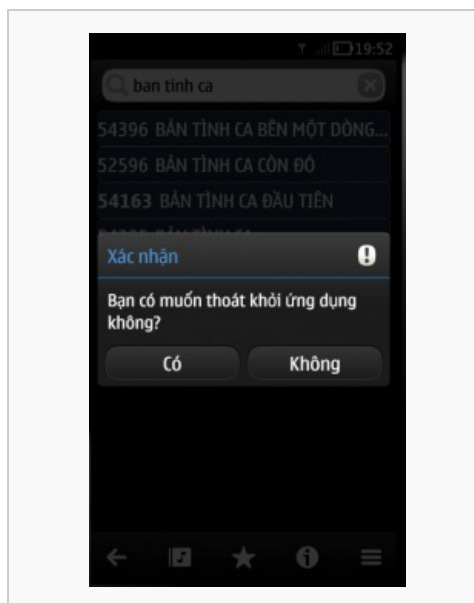 19:52
ban tinh ca
54396 BẢN TÌNH CA BÊN MỘT DÒNG...
52596 BẢN TÌNH CA CÒN ĐÓ
54163 BẢN TÌNH CA ĐẦU TIÊN
Xác nhận
Bạn có muốn thoát khỏi ứng dụng
không?
Có Không